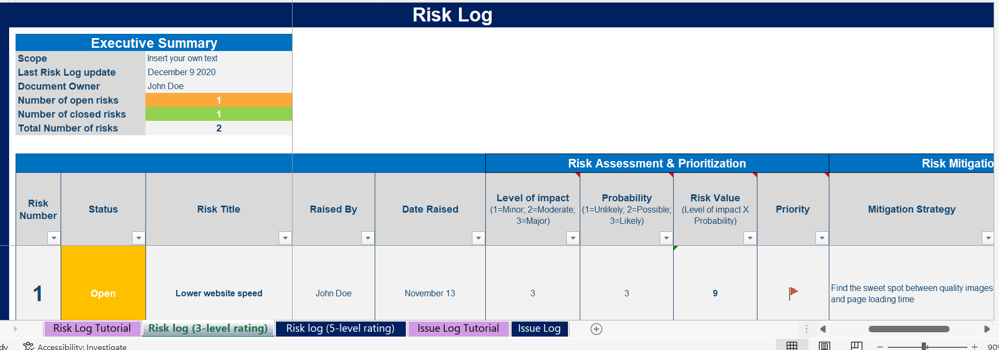 Risk Log
Executive Summary
Scope Insert your own text
Last Risk Log update December 9 2020
Document Owner John Doe
Number of open risks 1
Number of closed risks 1
Total Number of risks 2
Risk Assessment & Prioritization
Risk Mitigatio
Risk
Number
Status
Risk Title
Raised By
Date Raised
Level of impact
(1=Minor; 2=Moderate;
3=Major)
Probability
(1=Unlikely; 2=Possible;
3=Likely)
Risk Value
(Level of impact X
Probability)
Priority
Mitigation Strategy
1
Open
Lower website speed
John Doe
November 13
3
3
9
Find the sweet spot between quality images
and page loading time
Risk Log Tutorial
Risk log (3-level rating)
Risk log (5-level rating)
Issue Log Tutorial
Issue Log
dy
Accessibility: Investigate
90%